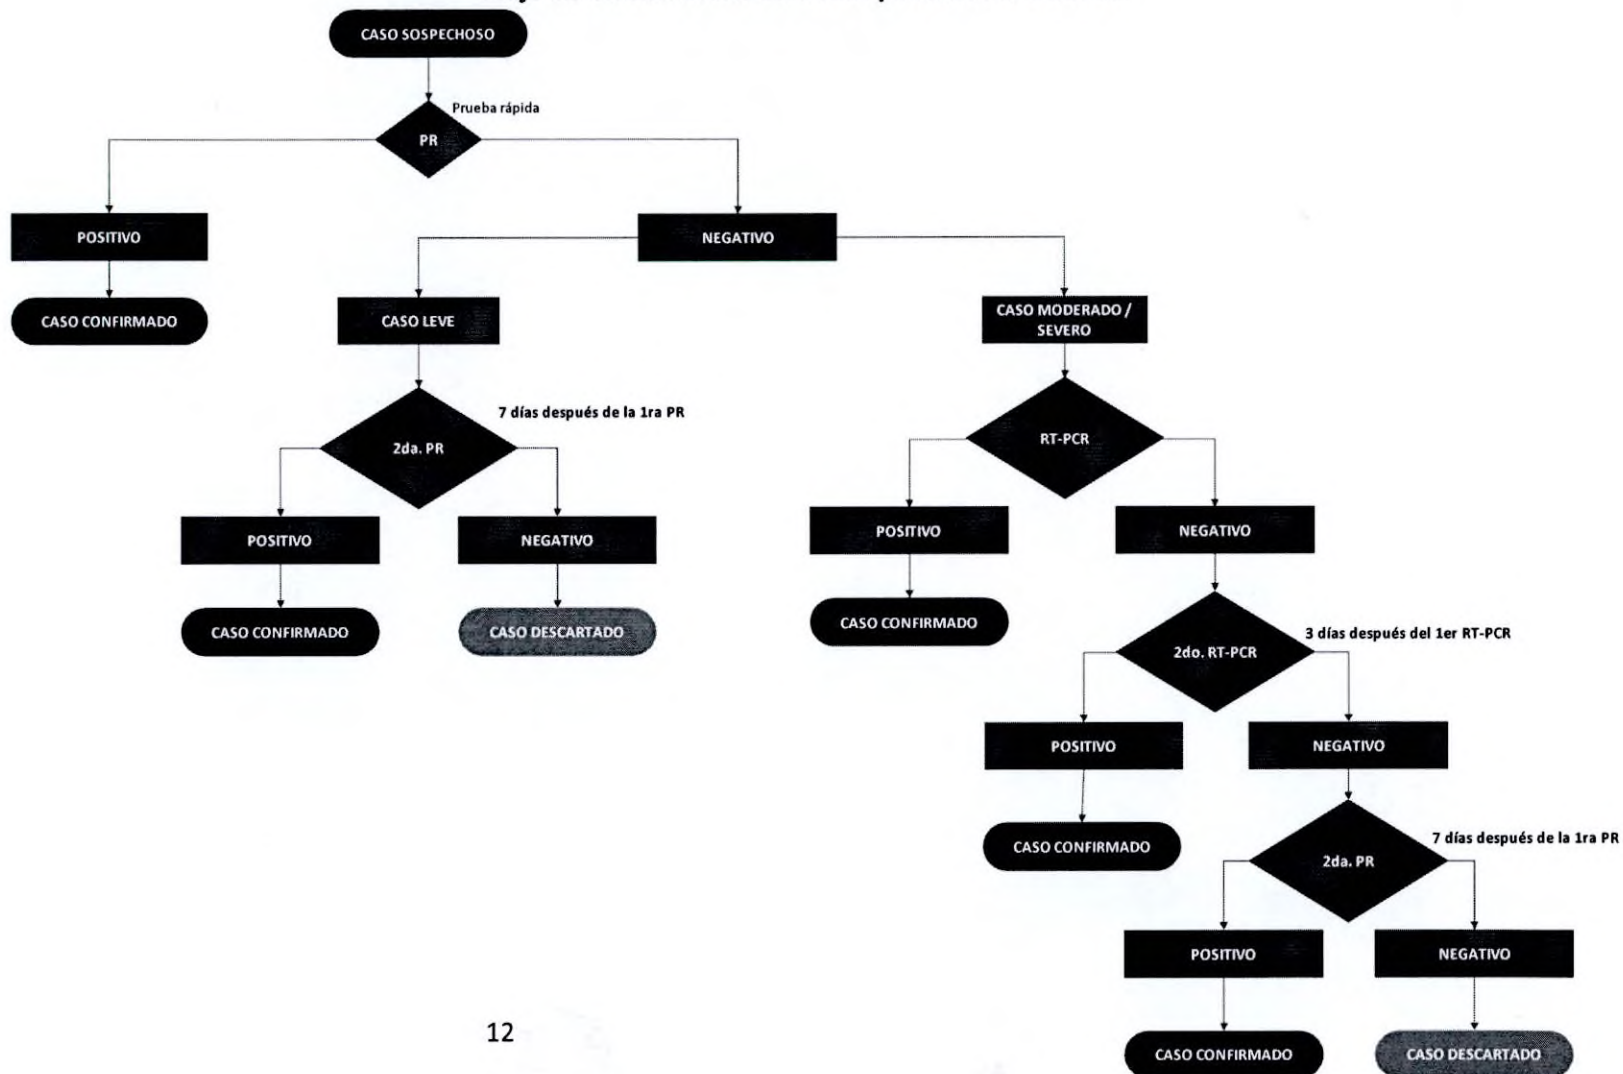 CASO SOSPECHOSO
Prueba rápida
PR
POSITIVO
NEGATIVO
CASO CONFIRMADO
CASO LEVE
CASO MODERADO /
SEVERO
7 días después de la 1ra PR
2da. PR
RT-PCR
POSITIVO
NEGATIVO
POSITIVO
NEGATIVO
CASO CONFIRMADO
CASO DESCARTADO
CASO CONFIRMADO
3 días después del 1er RT-PCR
2do. RT-PCR
POSITIVO
NEGATIVO
CASO CONFIRMADO
7 días después de la 1ra PR
2da. PR
POSITIVO
NEGATIVO
CASO CONFIRMADO
CASO DESCARTADO
12